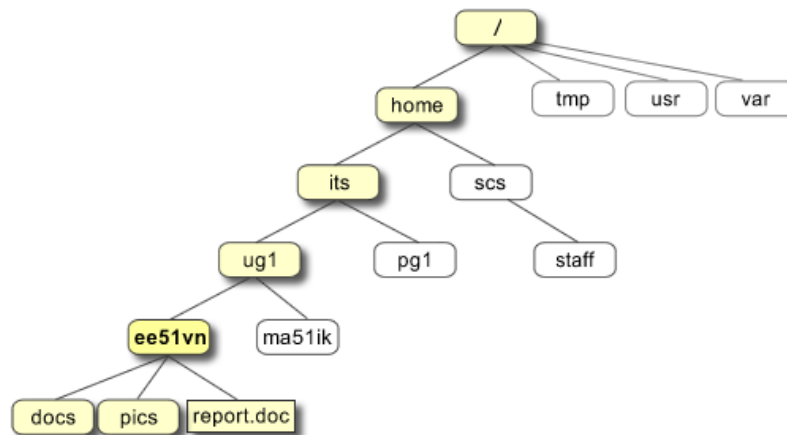 /
home
tmp
usr
var
its
scs
ug1
pg1
staff
ee51vn
ma51ik
docs
pics
report.doc